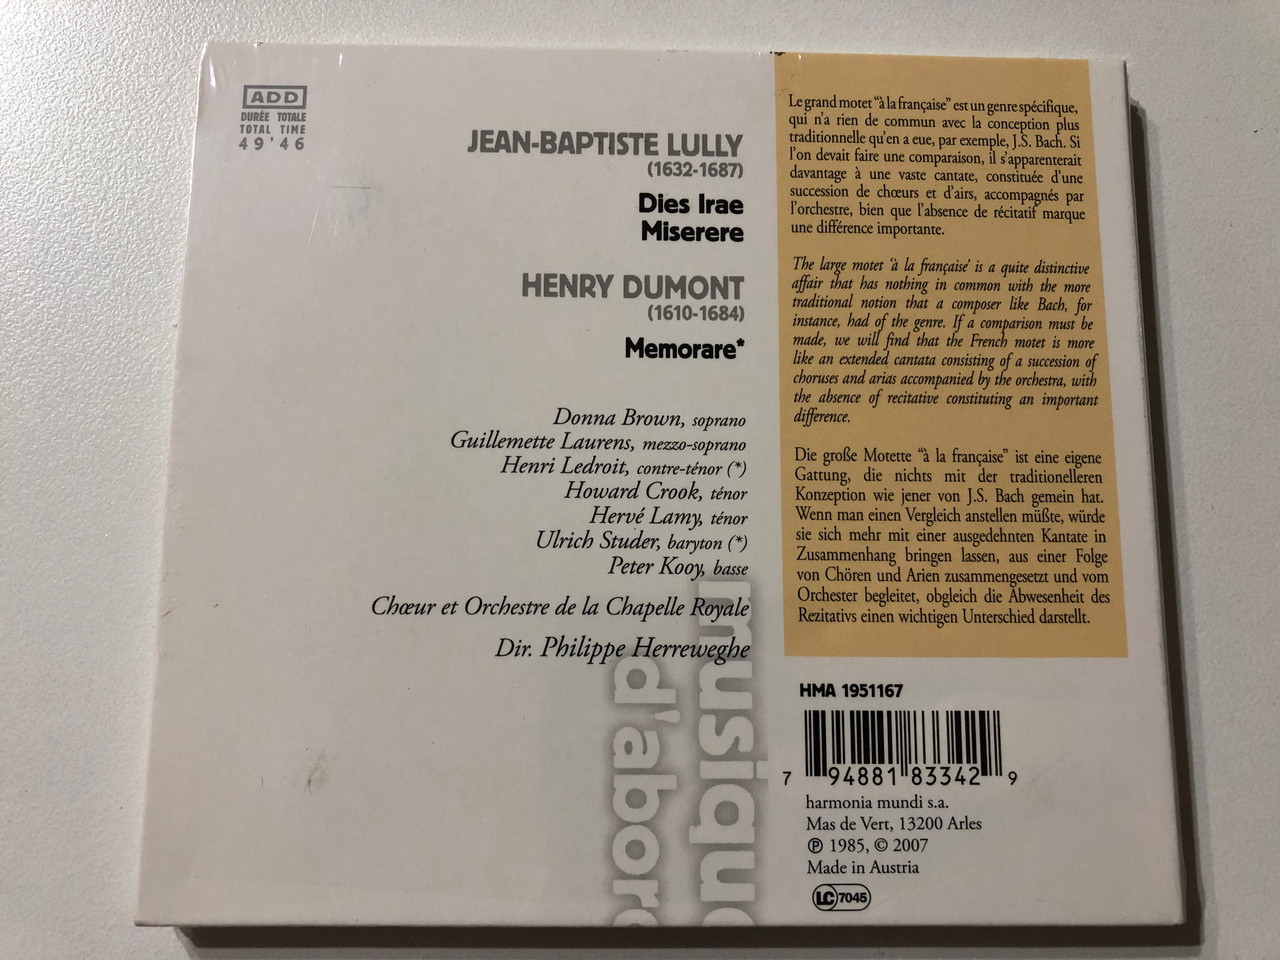 ADD
DURÉE TOTALE
TOTAL TIME
49'46
JEAN-BAPTISTE LULLY
(1632-1687)
Dies Irae
Miserere
HENRY DUMONT
(1610-1684)
Memorare*
Donna Brown, soprano
Guillemette Laurens, mezzo-soprano
Henri Ledroit, contre-ténor (*)
Howard Crook, ténor
Hervé Lamy, ténor
Ulrich Studer, baryton (*)
Peter Kooy, basse
Chœur et Orchestre de la Chapelle Royale
Dir. Philippe Herreweghe
musique
d'abord
Le grand motet "à la française" est un genre spécifique,
qui n'a rien de commun avec la conception plus
traditionnelle qu'en a eue, par exemple, J.S. Bach. Si
l'on devait faire une comparaison, il s'apparenterait
davantage à une vaste cantate, constituée d'une
succession de chœurs et d'airs, accompagnés par
l'orchestre, bien que l'absence de récitatif marque
une différence importante.
The large motet 'à la française' is a quite distinctive
affair that has nothing in common with the more
traditional notion that a composer like Bach, for
instance, had of the genre. If a comparison must be
made, we will find that the French motet is more
like an extended cantata consisting of a succession of
choruses and arias accompanied by the orchestra, with
the absence of recitative constituting an important
difference.
Die große Motette "à la française" ist eine eigene
Gattung, die nichts mit der traditionelleren
Konzeption wie jener von J.S. Bach gemein hat.
Wenn man einen Vergleich anstellen müßte, würde
sie sich mehr mit einer ausgedehnten Kantate in
Zusammenhang bringen lassen, aus einer Folge
von Chören und Arien zusammengesetzt und vom
Orchester begleitet, obgleich die Abwesenheit des
Rezitativs einen wichtigen Unterschied darstellt.
HMA 1951167
7 94881 83342 9
harmonia mundi s.a.
Mas de Vert, 13200 Arles
℗ 1985, © 2007
Made in Austria
LC 7045